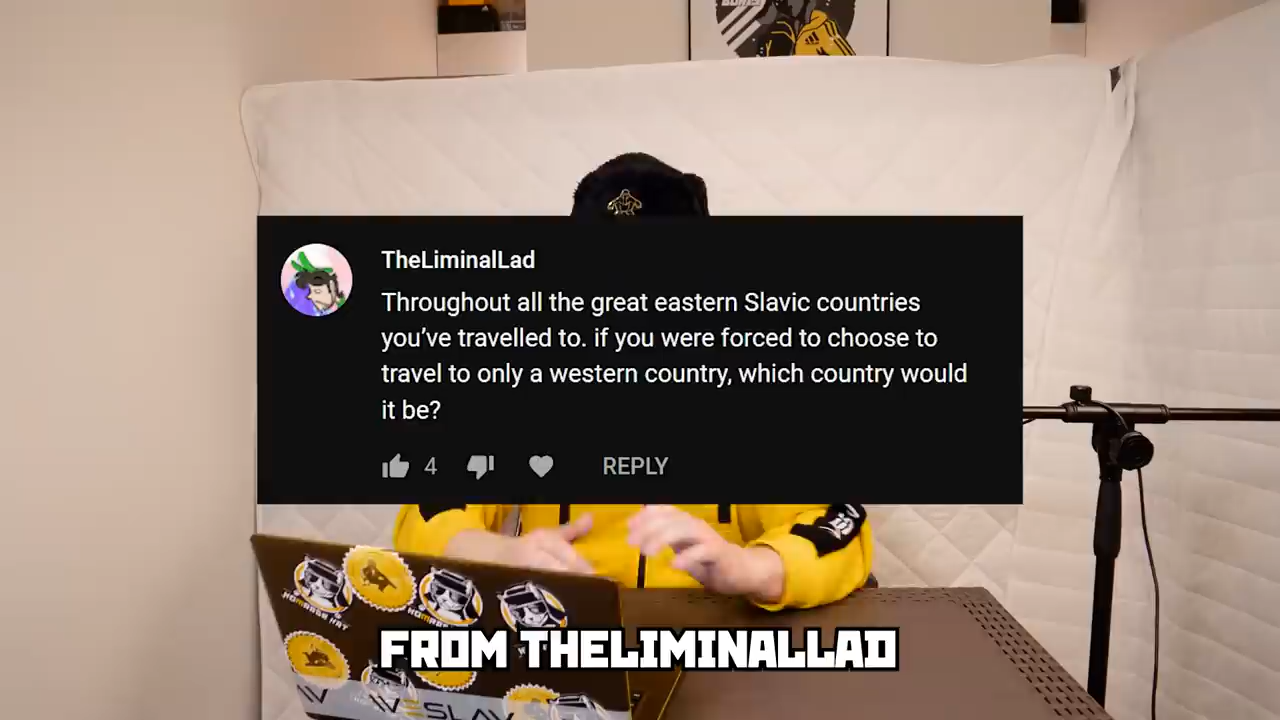 TheLiminalLad
Throughout all the great eastern Slavic countries
you’ve travelled to. if you were forced to choose to
travel to only a western country, which country would
it be?
4
REPLY
FROM THELIMINALLAD